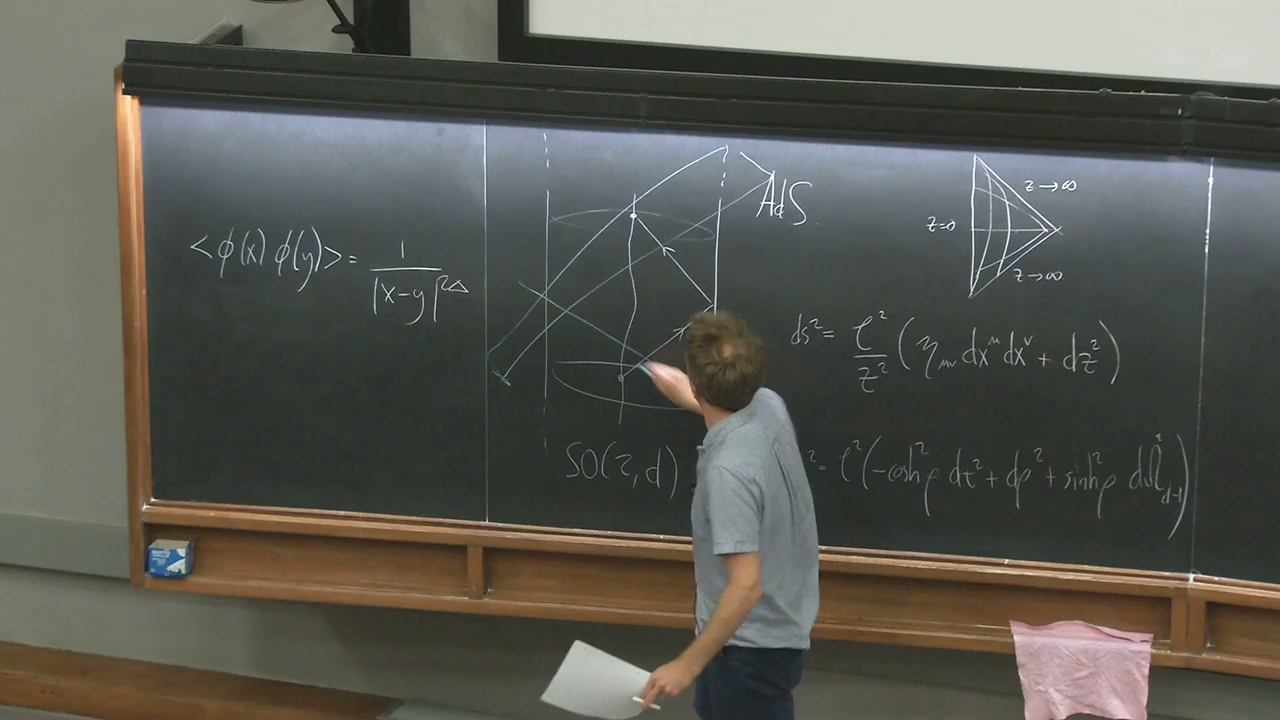 <ϕ(x) ϕ(y)> = 1/|x-y|^{2Δ}
AdS
z→∞
z=0
z→∞
ds² = ℓ²/z² (η_{μν} dx^μ dx^ν + dz²)
SO(2,d)
² = ℓ²(-cosh²ρ dt² + dρ² + sinh²ρ dΩ²_{d-1})